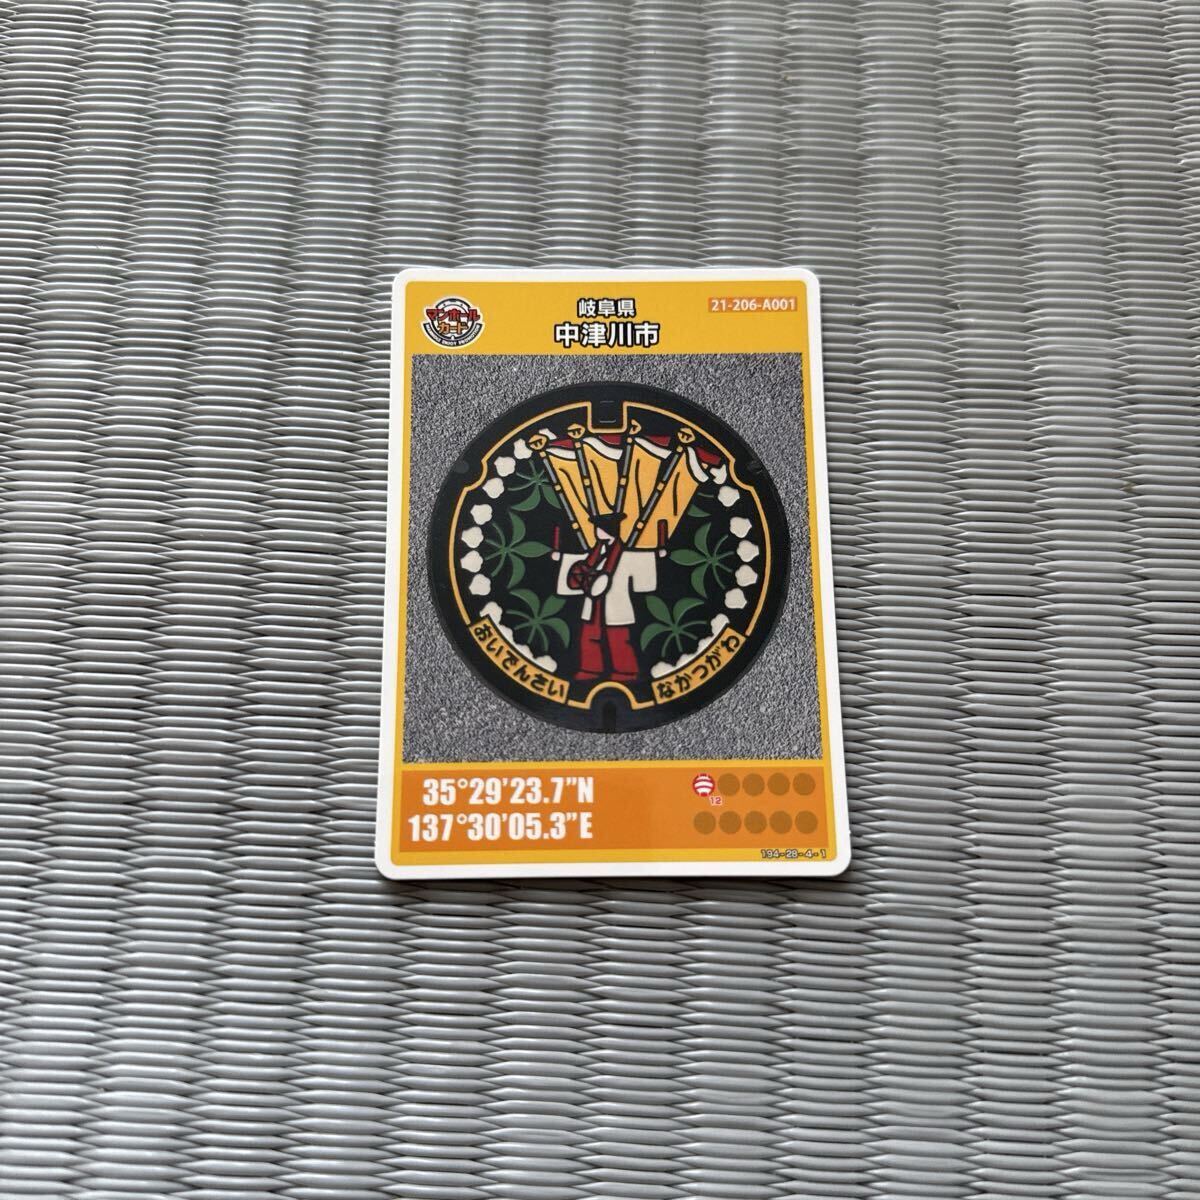 マンホール
カード
岐阜県
中津川市
21-206-A001
おいでんさい
なかつがわ
35°29'23.7"N
137°30'05.3"E
12
194-28-4-1